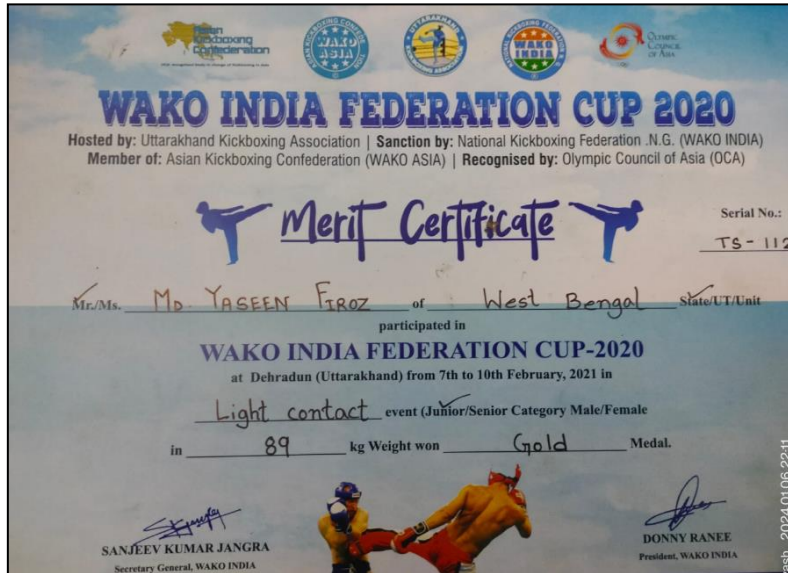 Asian
Kickboxing
Confederation
WAKO
ASIA
UTTARAKHAND
WAKO
INDIA
OLYMPIC
COUNCIL
OF ASIA
WAKO INDIA FEDERATION CUP 2020
Hosted by: Uttarakhand Kickboxing Association | Sanction by: National Kickboxing Federation .N.G. (WAKO INDIA)
Member of: Asian Kickboxing Confederation (WAKO ASIA) | Recognised by: Olympic Council of Asia (OCA)
Merit Certificate
Serial No.:
TS-112
Mr./Ms. MD. YASEEN FIROZ of West Bengal State/UT/Unit
participated in
WAKO INDIA FEDERATION CUP-2020
at Dehradun (Uttarakhand) from 7th to 10th February, 2021 in
Light contact event (Junior/Senior Category Male/Female
in 89 kg Weight won Gold Medal.
SANJEEV KUMAR JANGRA
Secretary General, WAKO INDIA
DONNY RANEE
President, WAKO INDIA
ash 2024.01.06 22:11